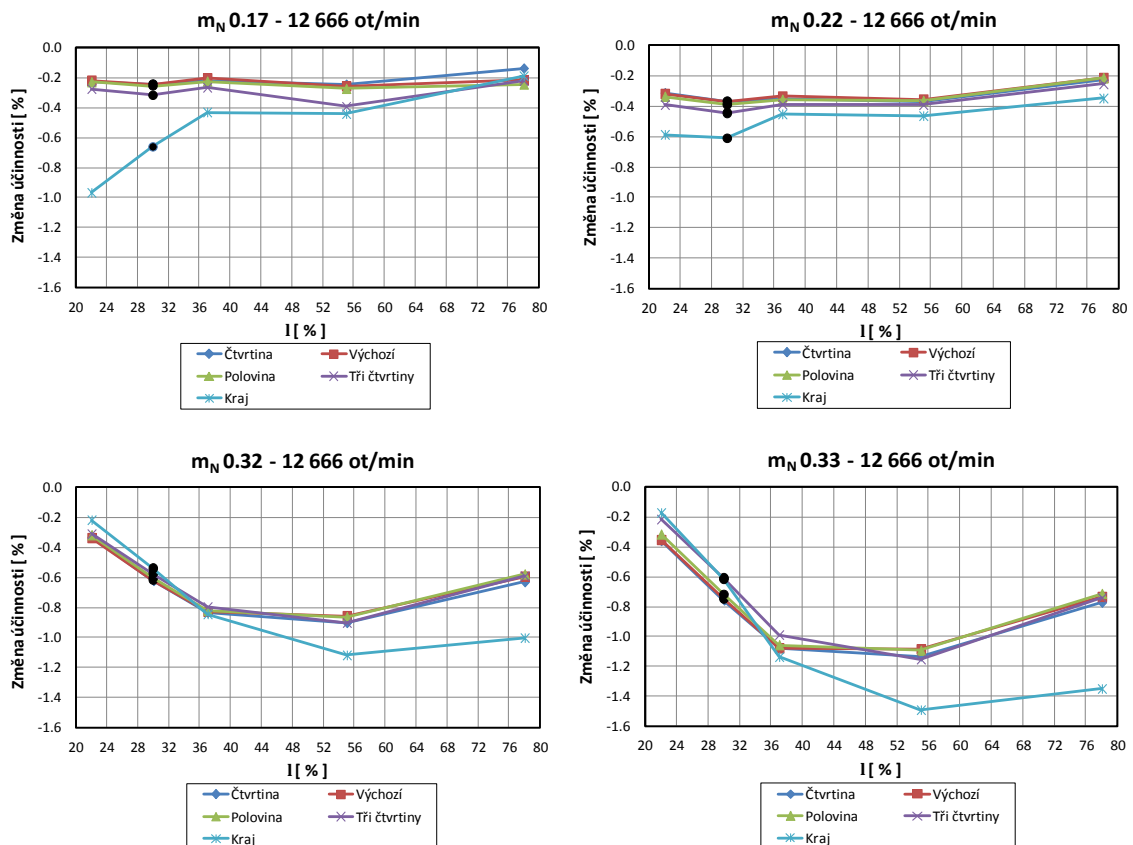 m_N 0.17 - 12 666 ot/min
0.0
-0.2
-0.4
-0.6
-0.8
-1.0
-1.2
-1.4
-1.6
Změna účinnosti [ % ]
20 24 28 32 36 40 44 48 52 56 60 64 68 72 76 80
l [ % ]
Čtvrtina Výchozí
Polovina Tři čtvrtiny
Kraj
m_N 0.22 - 12 666 ot/min
0.0
-0.2
-0.4
-0.6
-0.8
-1.0
-1.2
-1.4
-1.6
Změna účinnosti [ % ]
20 24 28 32 36 40 44 48 52 56 60 64 68 72 76 80
l [ % ]
Čtvrtina Výchozí
Polovina Tři čtvrtiny
Kraj
m_N 0.32 - 12 666 ot/min
0.0
-0.2
-0.4
-0.6
-0.8
-1.0
-1.2
-1.4
-1.6
Změna účinnosti [ % ]
20 24 28 32 36 40 44 48 52 56 60 64 68 72 76 80
l [ % ]
Čtvrtina Výchozí
Polovina Tři čtvrtiny
Kraj
m_N 0.33 - 12 666 ot/min
0.0
-0.2
-0.4
-0.6
-0.8
-1.0
-1.2
-1.4
-1.6
Změna účinnosti [ % ]
20 24 28 32 36 40 44 48 52 56 60 64 68 72 76 80
l [ % ]
Čtvrtina Výchozí
Polovina Tři čtvrtiny
Kraj